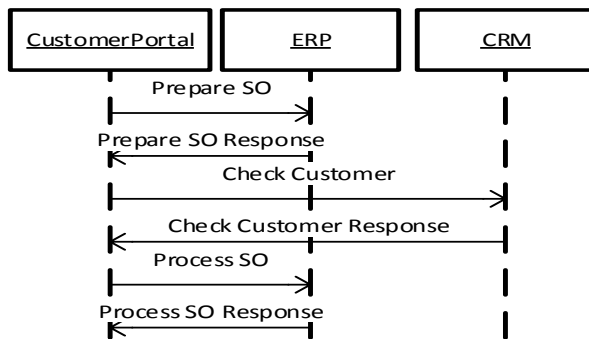 CustomerPortal
ERP
CRM
Prepare SO
Prepare SO Response
Check Customer
Check Customer Response
Process SO
Process SO Response